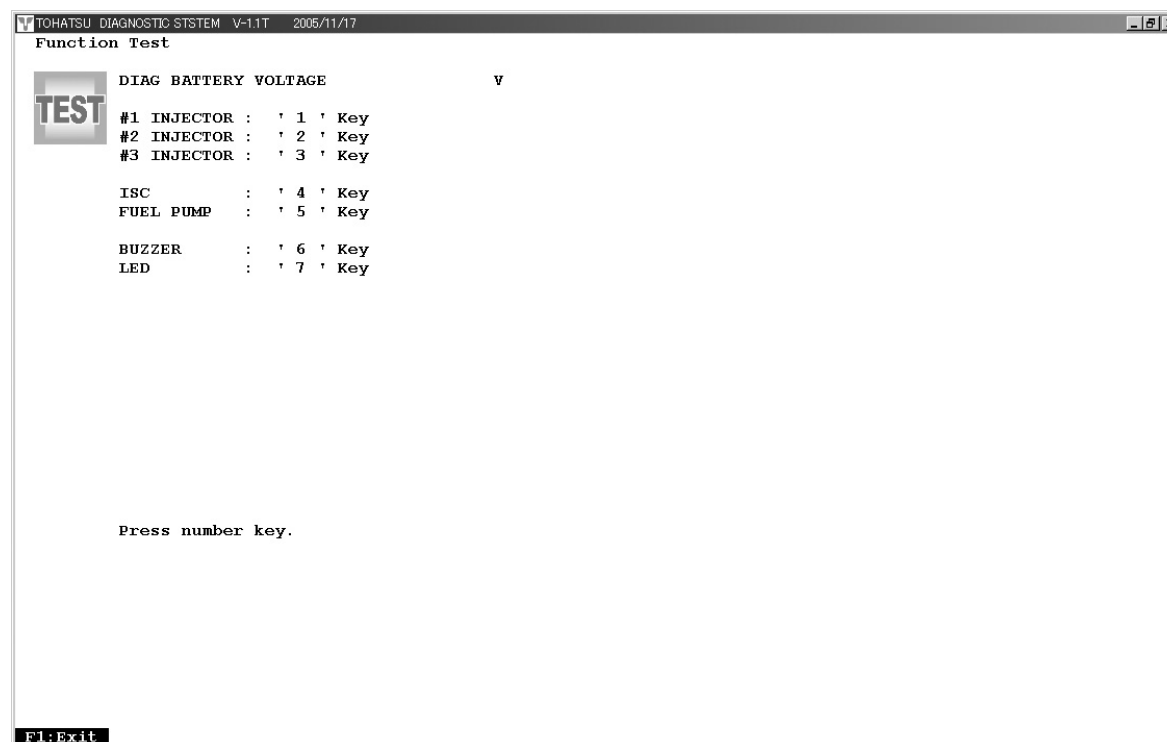 TOHATSU DIAGNOSTIC STSTEM V-1.1T 2005/11/17
Function Test
TEST
DIAG BATTERY VOLTAGE V
#1 INJECTOR : ' 1 ' Key
#2 INJECTOR : ' 2 ' Key
#3 INJECTOR : ' 3 ' Key
ISC : ' 4 ' Key
FUEL PUMP : ' 5 ' Key
BUZZER : ' 6 ' Key
LED : ' 7 ' Key
Press number key.
F1:Exit